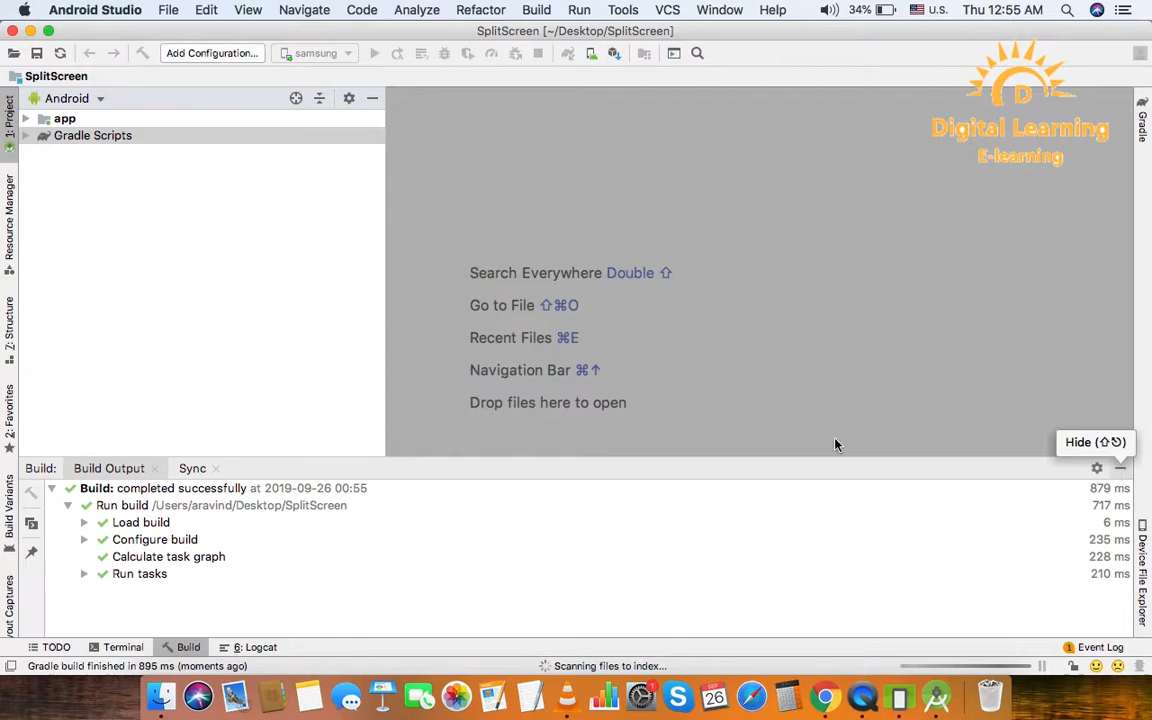 Android Studio File Edit View Navigate Code Analyze Refactor Build Run Tools VCS Window Help 34% U.S. Thu 12:55 AM
SplitScreen [~/Desktop/SplitScreen]
Add Configuration... samsung
SplitScreen
Digital Learning
E-learning
D
Android
app
Gradle Scripts
1: Project
Resource Manager
Z: Structure
2: Favorites
Build Variants
out Captures
Gradle
Device File Explorer
Search Everywhere Double ⇧
Go to File ⇧⌘O
Recent Files ⌘E
Navigation Bar ⌘↑
Drop files here to open
Hide (⇧⎋)
Build: Build Output Sync
Build: completed successfully at 2019-09-26 00:55 879 ms
Run build /Users/aravind/Desktop/SplitScreen 717 ms
Load build 6 ms
Configure build 235 ms
Calculate task graph 228 ms
Run tasks 210 ms
TODO Terminal Build 6: Logcat 1 Event Log
Gradle build finished in 895 ms (moments ago) Scanning files to index...
SEP
26
1